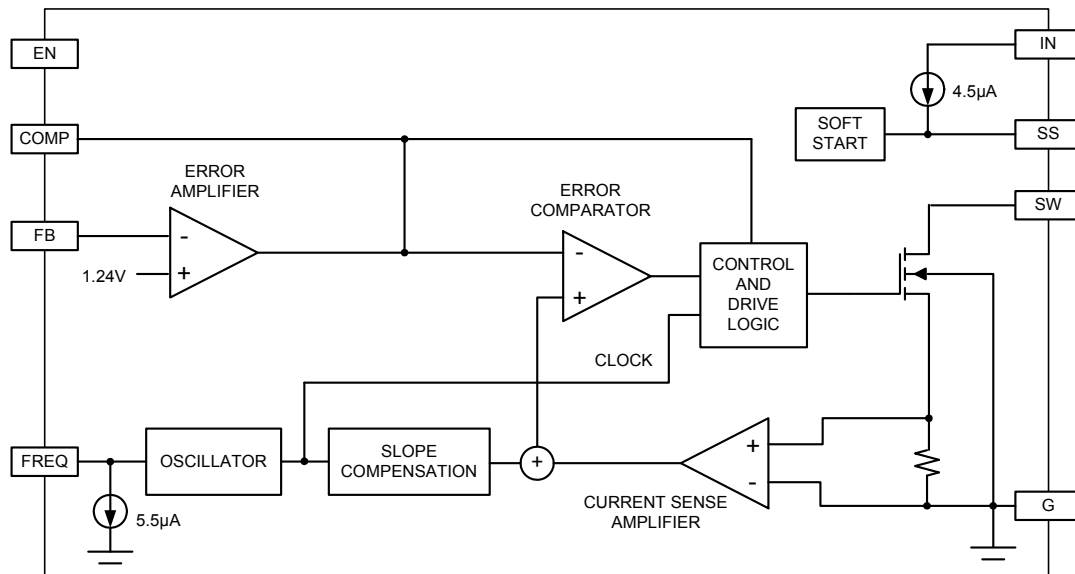 EN
IN
4.5µA
COMP
SOFT
START
SS
ERROR
AMPLIFIER
ERROR
COMPARATOR
SW
FB
-
+
1.24V
-
+
CONTROL
AND
DRIVE
LOGIC
CLOCK
FREQ
OSCILLATOR
SLOPE
COMPENSATION
+
+
-
CURRENT SENSE
AMPLIFIER
5.5µA
G